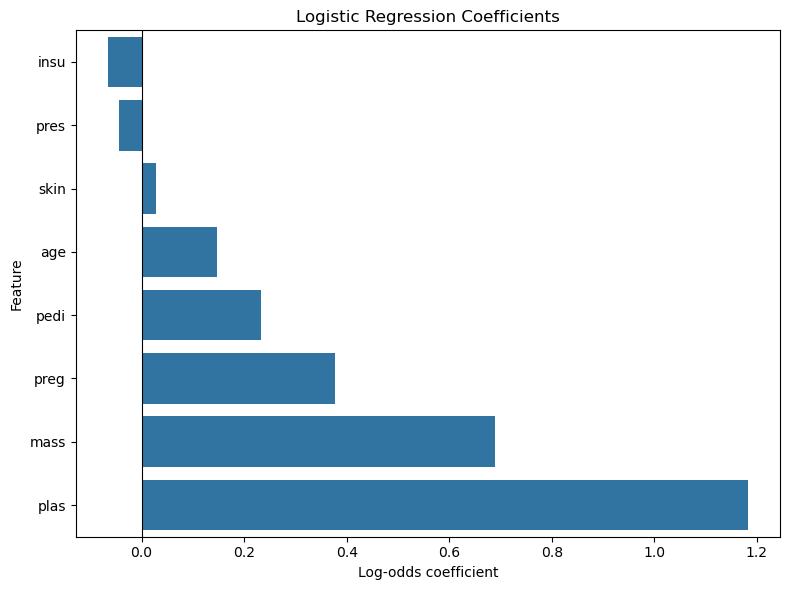 Logistic Regression Coefficients
Feature
insu
pres
skin
age
pedi
preg
mass
plas
0.0 0.2 0.4 0.6 0.8 1.0 1.2
Log-odds coefficient